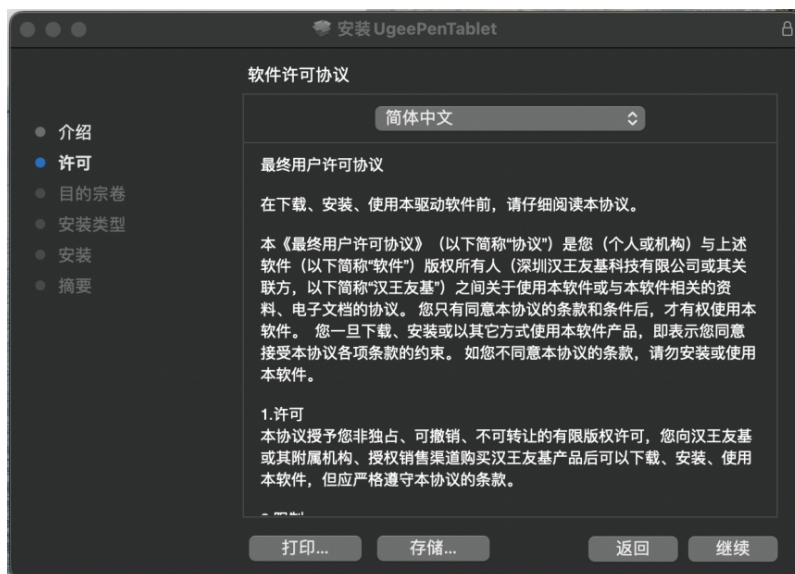 安装 UgeePenTablet
软件许可协议
简体中文
介绍
许可
目的宗卷
安装类型
安装
摘要
最终用户许可协议
在下载、安装、使用本驱动软件前，请仔细阅读本协议。
本《最终用户许可协议》（以下简称“协议”）是您（个人或机构）与上述
软件（以下简称“软件”）版权所有人（深圳汉王友基科技有限公司或其关
联方，以下简称“汉王友基”）之间关于使用本软件或与本软件相关的资
料、电子文档的协议。 您只有同意本协议的条款和条件后，才有权使用本
软件。 您一旦下载、安装或以其它方式使用本软件产品，即表示您同意
接受本协议各项条款的约束。 如您不同意本协议的条款，请勿安装或使用
本软件。
1.许可
本协议授予您非独占、可撤销、不可转让的有限版权许可，您向汉王友基
或其附属机构、授权销售渠道购买汉王友基产品后可以下载、安装、使用
本软件，但应严格遵守本协议的条款。
打印...
存储...
返回
继续